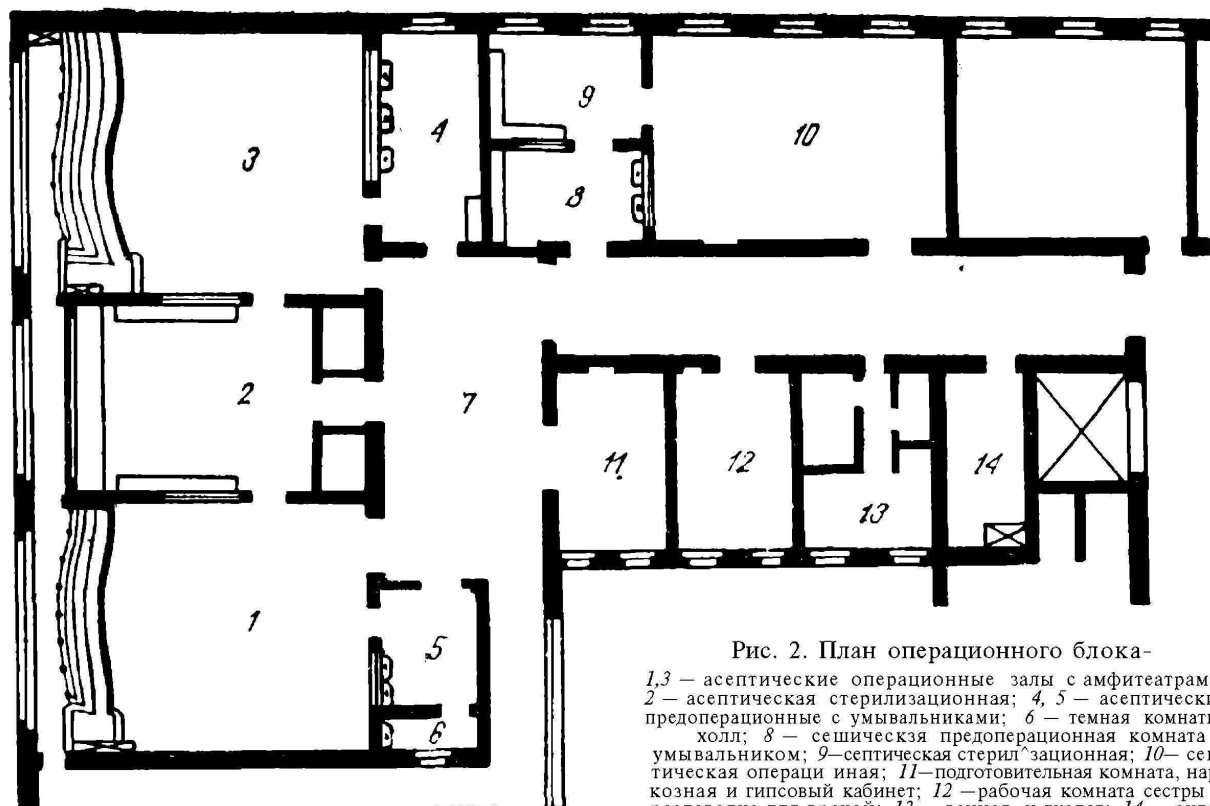 3
4
9
8
10
2
7
11
12
13
14
1
5
6
Рис. 2. План операционного блока-
1,3 — асептические операционные залы с амфитеатрам
2 — асептическая стерилизационная; 4, 5 — асептически
предоперационные с умывальниками; 6 — темная комнат
холл; 8 — сешическзя предоперационная комната
умывальником; 9—септическая стерил^зационная; 10— сеп
тическая операци иная; 11—подготовительная комната, нар
козная и гипсовый кабинет; 12 —рабочая комната сестры